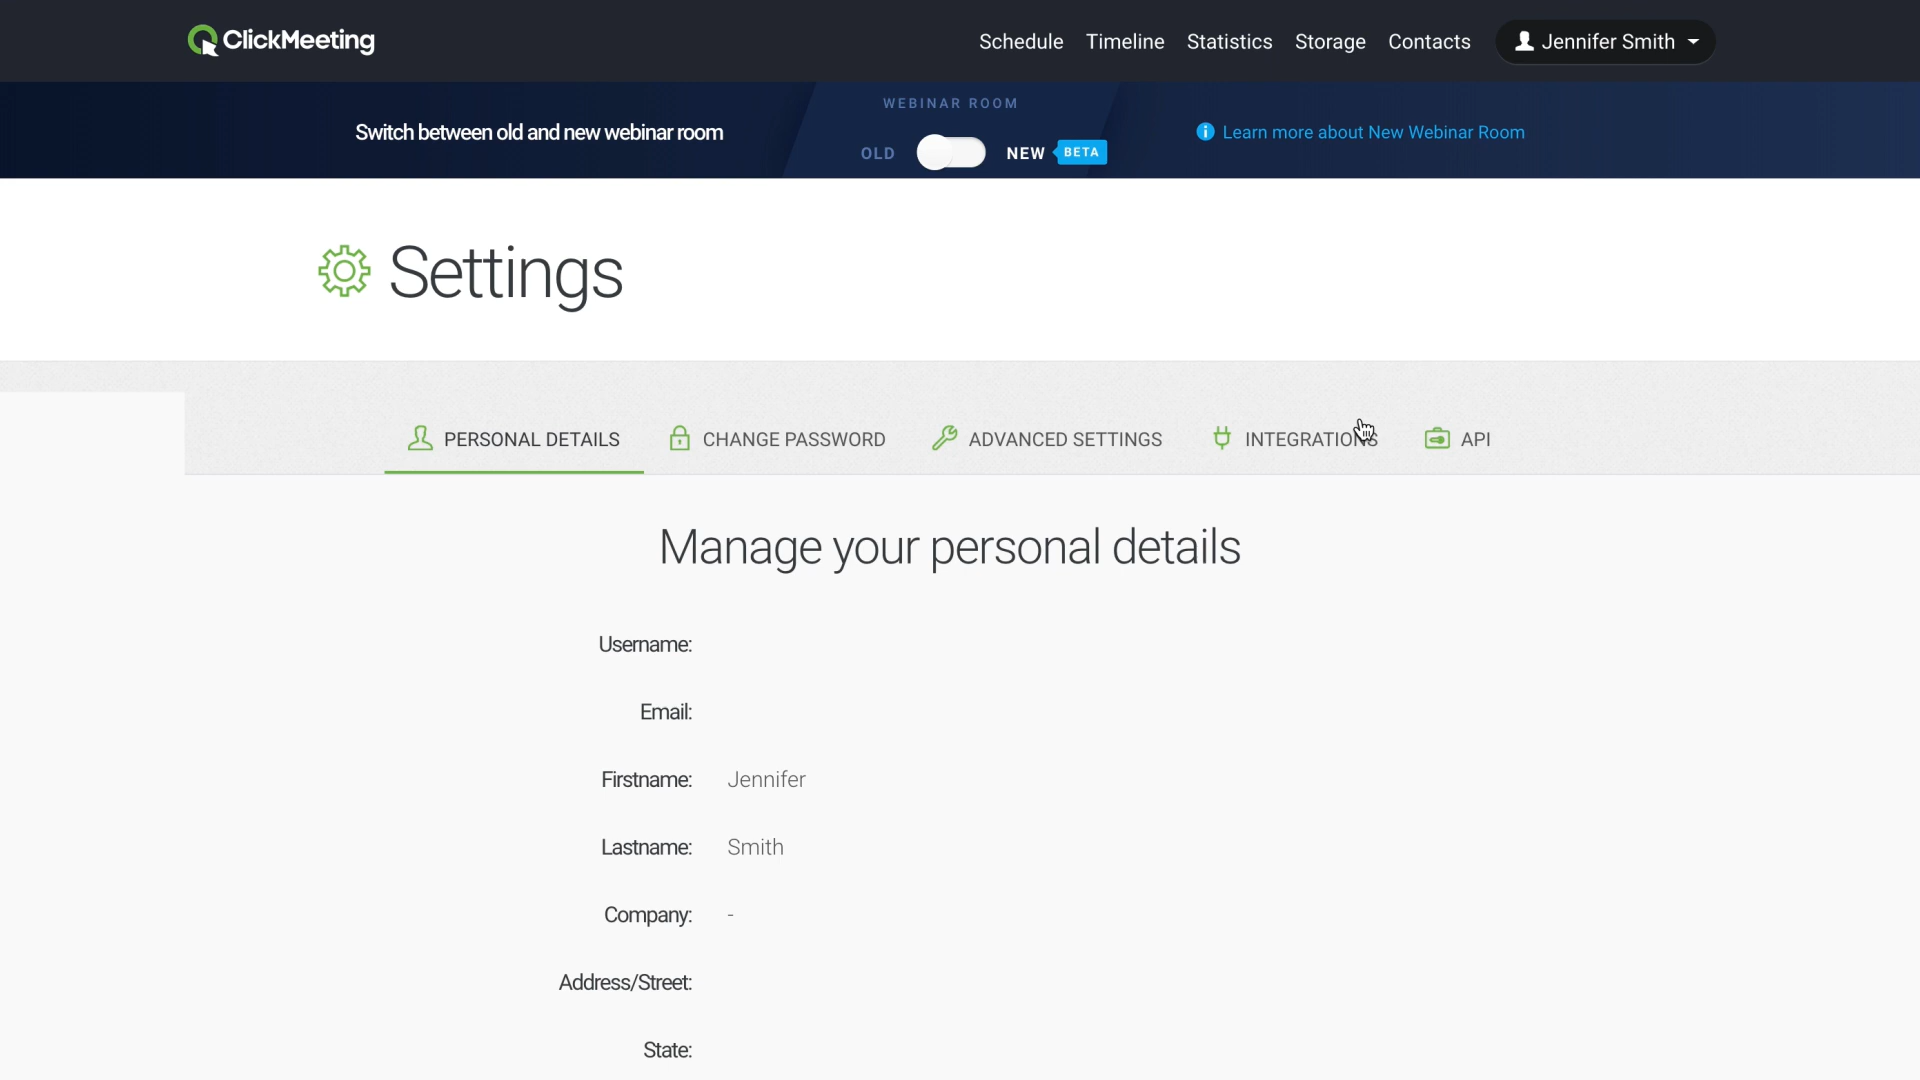 ClickMeeting
Schedule Timeline Statistics Storage Contacts Jennifer Smith
WEBINAR ROOM
Switch between old and new webinar room
OLD NEW BETA
Learn more about New Webinar Room
Settings
PERSONAL DETAILS CHANGE PASSWORD ADVANCED SETTINGS INTEGRATIONS API
Manage your personal details
Username:
Email:
Firstname: Jennifer
Lastname: Smith
Company: -
Address/Street:
State: